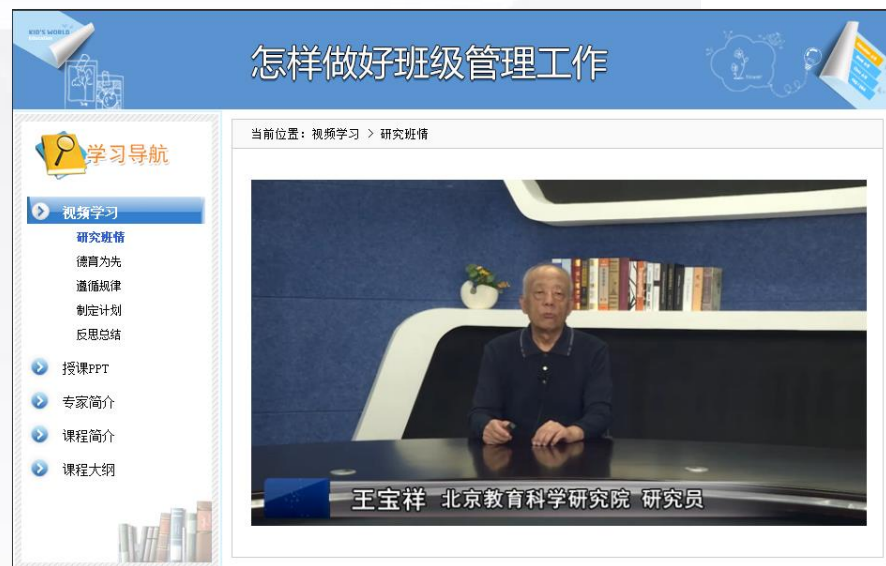 KID'S WORLD
怎样做好班级管理工作
学习导航
视频学习
研究班情
德育为先
遵循规律
制定计划
反思总结
授课PPT
专家简介
课程简介
课程大纲
当前位置：视频学习 > 研究班情
王宝祥 北京教育科学研究院 研究员